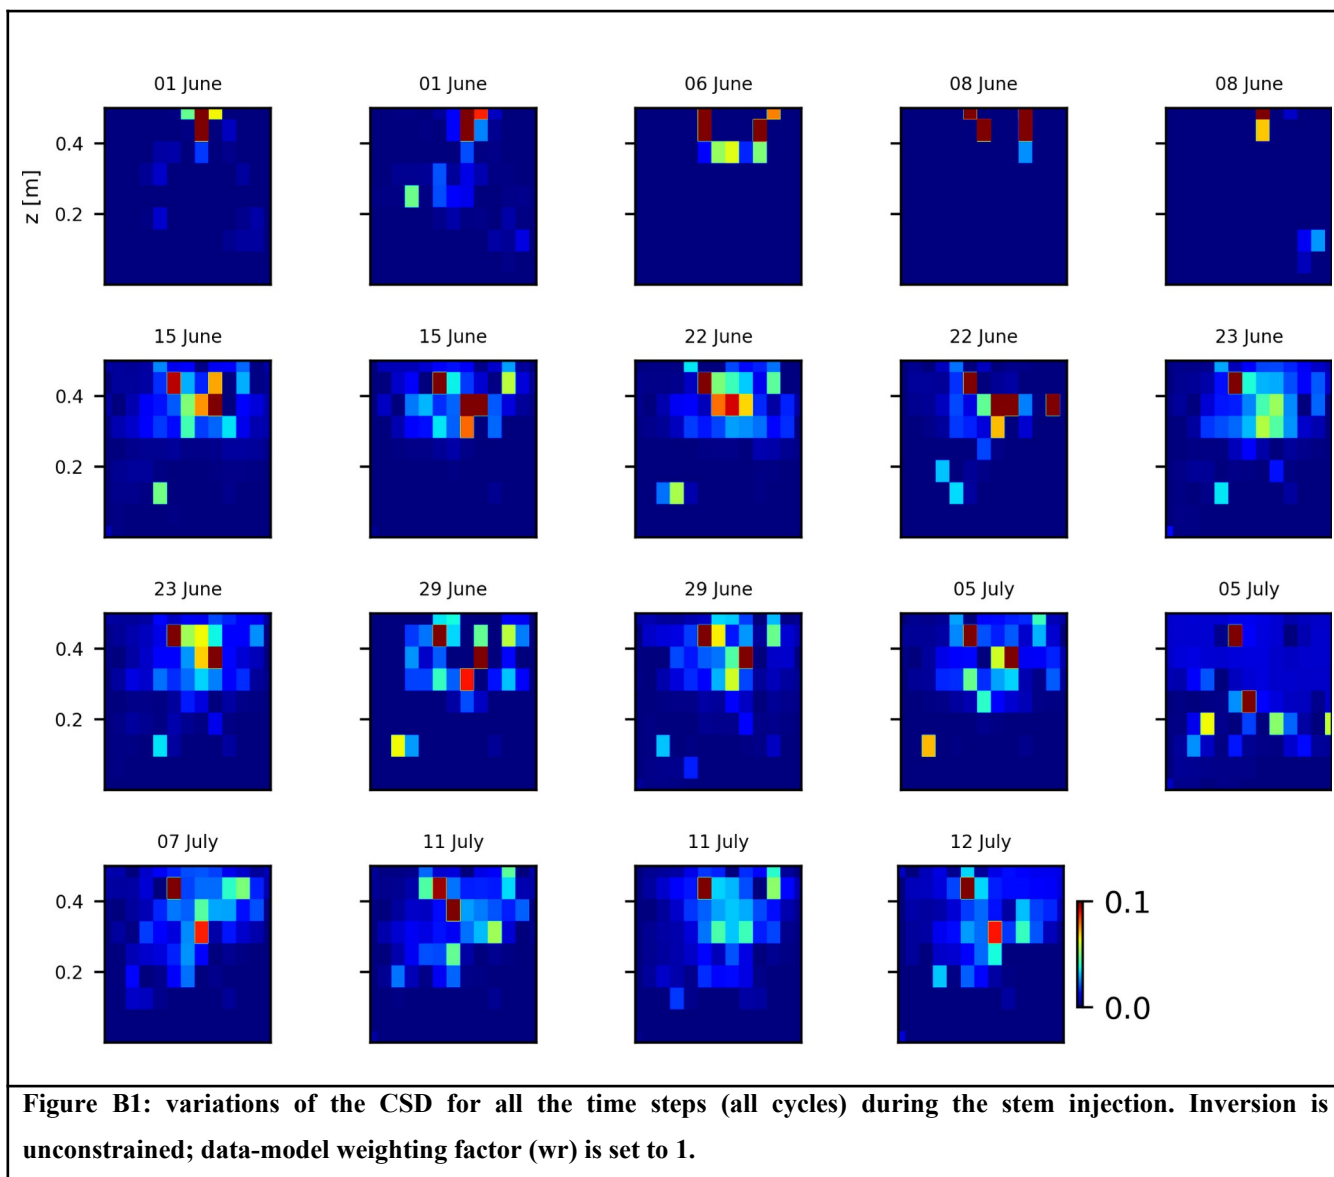 01 June 01 June 06 June 08 June 08 June
z [m]
0.4
0.2
15 June 15 June 22 June 22 June 23 June
0.4
0.2
23 June 29 June 29 June 05 July 05 July
0.4
0.2
07 July 11 July 11 July 12 July
0.4
0.2
0.1
0.0
Figure B1: variations of the CSD for all the time steps (all cycles) during the stem injection. Inversion is
unconstrained; data-model weighting factor (wr) is set to 1.